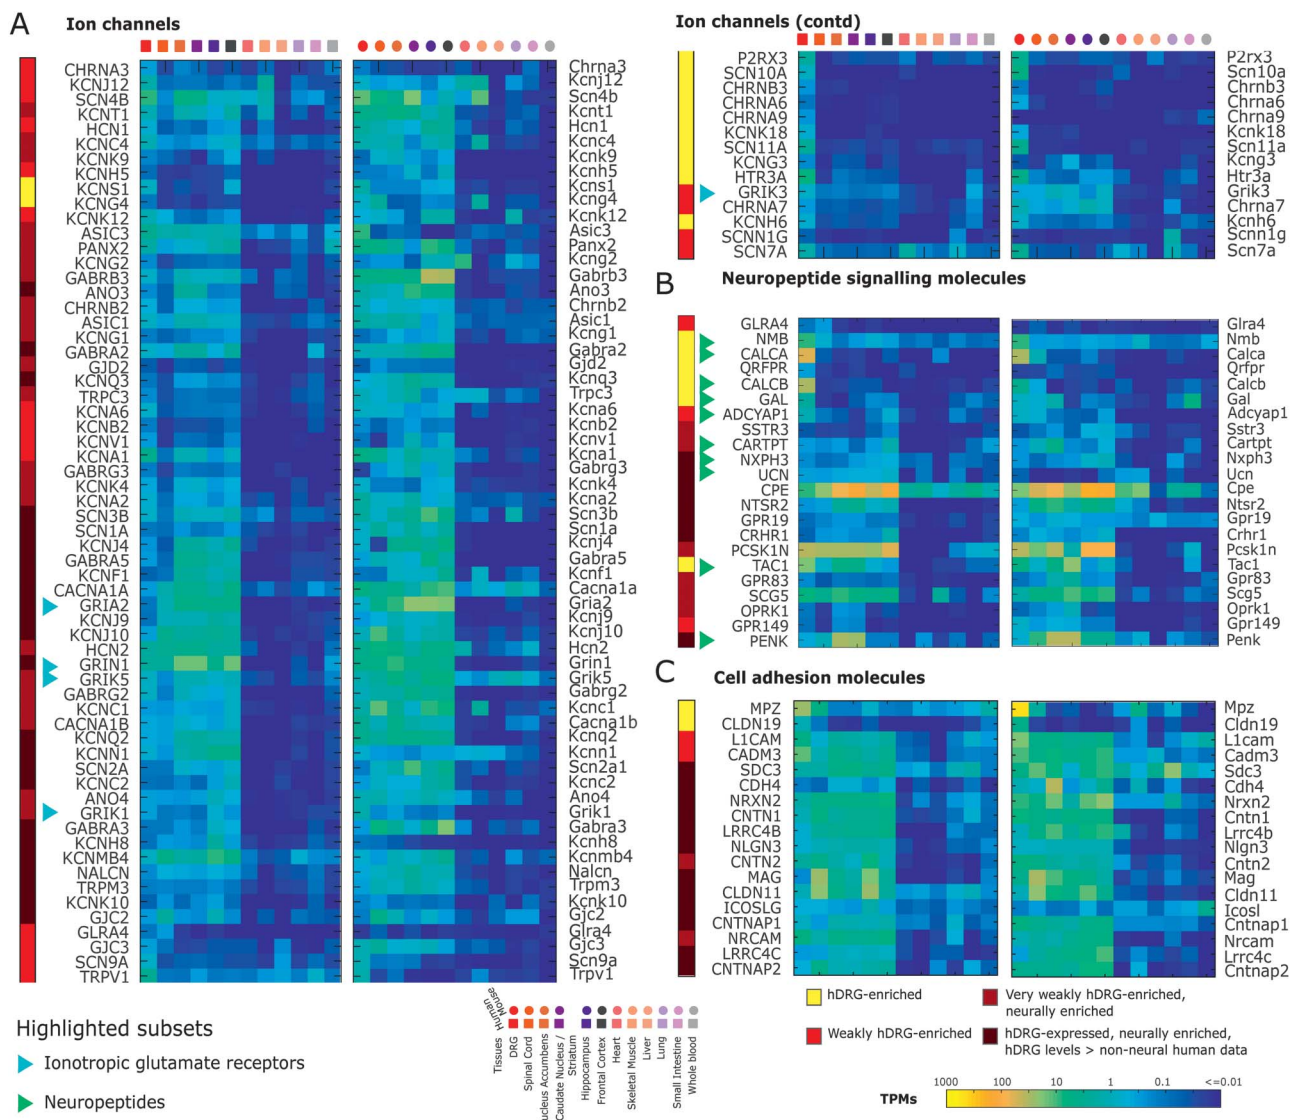 A
Ion channels
CHRNA3
KCNJ12
SCN4B
KCNT1
HCN1
KCNC4
KCNK9
KCNH5
KCNS1
KCNG4
KCNK12
ASIC3
PANX2
KCNG2
GABRB3
ANO3
CHRNB2
ASIC1
KCNG1
GABRA2
GJD2
KCNQ3
TRPC3
KCNA6
KCNB2
KCNV1
KCNA1
GABRG3
KCNK4
KCNA2
SCN3B
SCN1A
KCNJ4
GABRA5
KCNF1
CACNA1A
GRIA2
KCNJ9
KCNJ10
HCN2
GRIN1
GRIK5
GABRG2
KCNC1
CACNA1B
KCNQ2
KCNN1
SCN2A
KCNC2
ANO4
GRIK1
GABRA3
KCNH8
KCNMB4
NALCN
TRPM3
KCNK10
GJC2
GLRA4
GJC3
SCN9A
TRPV1
Chrna3
Kcnj12
Scn4b
Kcnt1
Hcn1
Kcnc4
Kcnk9
Kcnh5
Kcns1
Kcng4
Kcnk12
Asic3
Panx2
Kcng2
Gabrb3
Ano3
Chrnb2
Asic1
Kcng1
Gabra2
Gjd2
Kcnq3
Trpc3
Kcna6
Kcnb2
Kcnv1
Kcna1
Gabrg3
Kcnk4
Kcna2
Scn3b
Scn1a
Kcnj4
Gabra5
Kcnf1
Cacna1a
Gria2
Kcnj9
Kcnj10
Hcn2
Grin1
Grik5
Gabrg2
Kcnc1
Cacna1b
Kcnq2
Kcnn1
Scn2a1
Kcnc2
Ano4
Grik1
Gabra3
Kcnh8
Kcnmb4
Nalcn
Trpm3
Kcnk10
Gjc2
Glra4
Gjc3
Scn9a
Trpv1
Ion channels (contd)
P2RX3
SCN10A
CHRNB3
CHRNA6
CHRNA9
KCNK18
SCN11A
KCNG3
HTR3A
GRIK3
CHRNA7
KCNH6
SCNN1G
SCN7A
P2rx3
Scn10a
Chrnb3
Chrna6
Chrna9
Kcnk18
Scn11a
Kcng3
Htr3a
Grik3
Chrna7
Kcnh6
Scnn1g
Scn7a
B
Neuropeptide signalling molecules
GLRA4
NMB
CALCA
QRFPR
CALCB
GAL
ADCYAP1
SSTR3
CARTPT
NXPH3
UCN
CPE
NTSR2
GPR19
CRHR1
PCSK1N
TAC1
GPR83
SCG5
OPRK1
GPR149
PENK
Glra4
Nmb
Calca
Qrfpr
Calcb
Gal
Adcyap1
Sstr3
Cartpt
Nxph3
Ucn
Cpe
Ntsr2
Gpr19
Crhr1
Pcsk1n
Tac1
Gpr83
Scg5
Oprk1
Gpr149
Penk
C
Cell adhesion molecules
MPZ
CLDN19
L1CAM
CADM3
SDC3
CDH4
NRXN2
CNTN1
LRRC4B
NLGN3
CNTN2
MAG
CLDN11
ICOSLG
CNTNAP1
NRCAM
LRRC4C
CNTNAP2
Mpz
Cldn19
L1cam
Cadm3
Sdc3
Cdh4
Nrxn2
Cntn1
Lrrc4b
Nlgn3
Cntn2
Mag
Cldn11
Icosl
Cntnap1
Nrcam
Lrrc4c
Cntnap2
Highlighted subsets
Ionotropic glutamate receptors
Neuropeptides
Human
Mouse
Tissues
DRG
Spinal Cord
Nucleus Accumbens
Caudate Nucleus /
Striatum
Hippocampus
Frontal Cortex
Heart
Skeletal Muscle
Liver
Lung
Small Intestine
Whole blood
hDRG-enriched
Weakly hDRG-enriched
Very weakly hDRG-enriched,
neurally enriched
hDRG-expressed, neurally enriched,
hDRG levels > non-neural human data
TPMs
1000 100 10 1 0.1 <=0.01